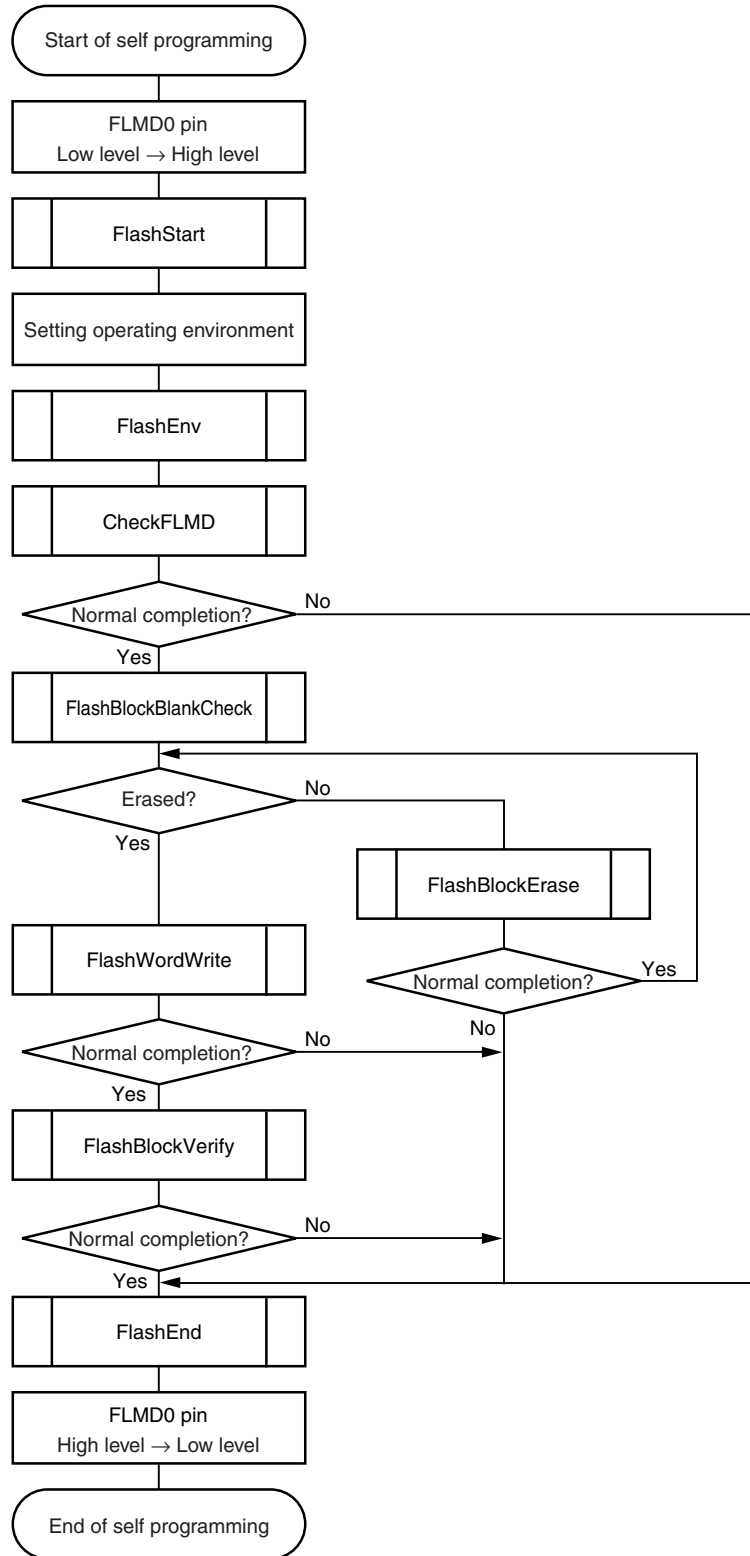 Start of self programming
FLMD0 pin
Low level → High level
FlashStart
Setting operating environment
FlashEnv
CheckFLMD
Normal completion?
No
Yes
FlashBlockBlankCheck
Erased?
No
Yes
FlashBlockErase
FlashWordWrite
Normal completion?
Yes
No
Normal completion?
No
Yes
FlashBlockVerify
Normal completion?
No
Yes
FlashEnd
FLMD0 pin
High level → Low level
End of self programming